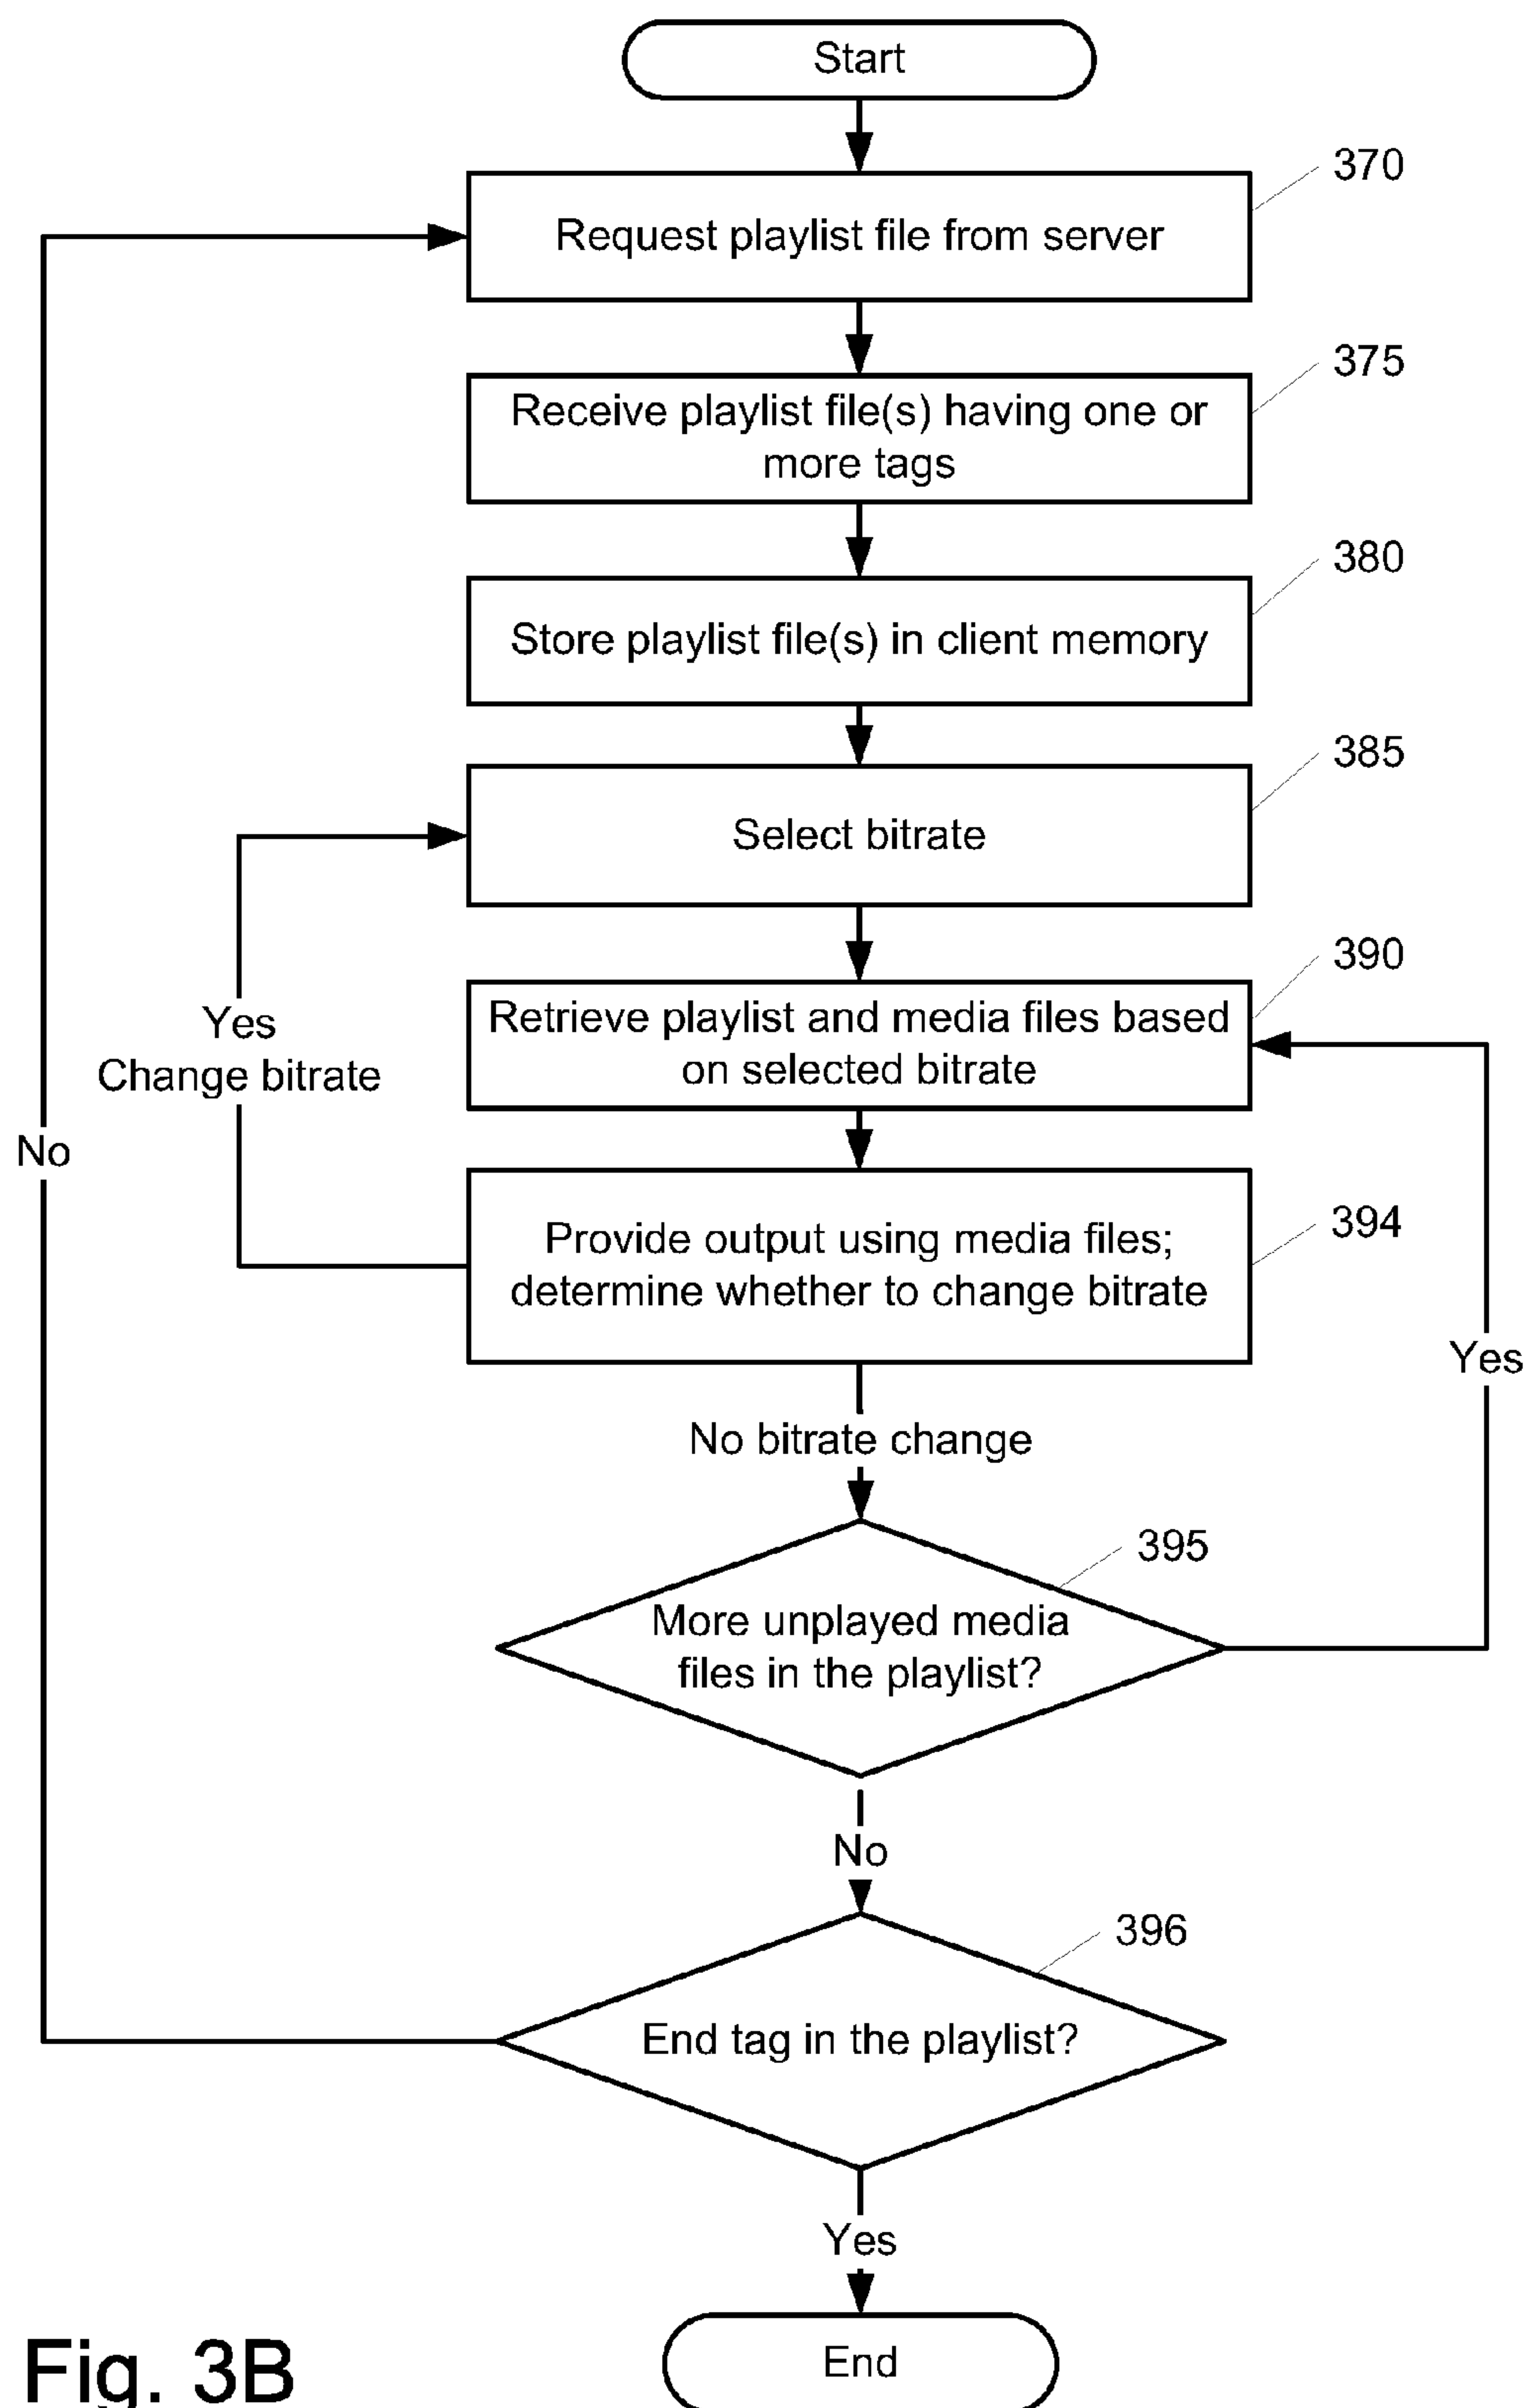 Start
370
Request playlist file from server
375
Receive playlist file(s) having one or
more tags
380
Store playlist file(s) in client memory
385
Select bitrate
390
Retrieve playlist and media files based
on selected bitrate
Yes
Change bitrate
No
394
Provide output using media files;
determine whether to change bitrate
Yes
No bitrate change
395
More unplayed media
files in the playlist?
No
396
End tag in the playlist?
Yes
End
Fig. 3B